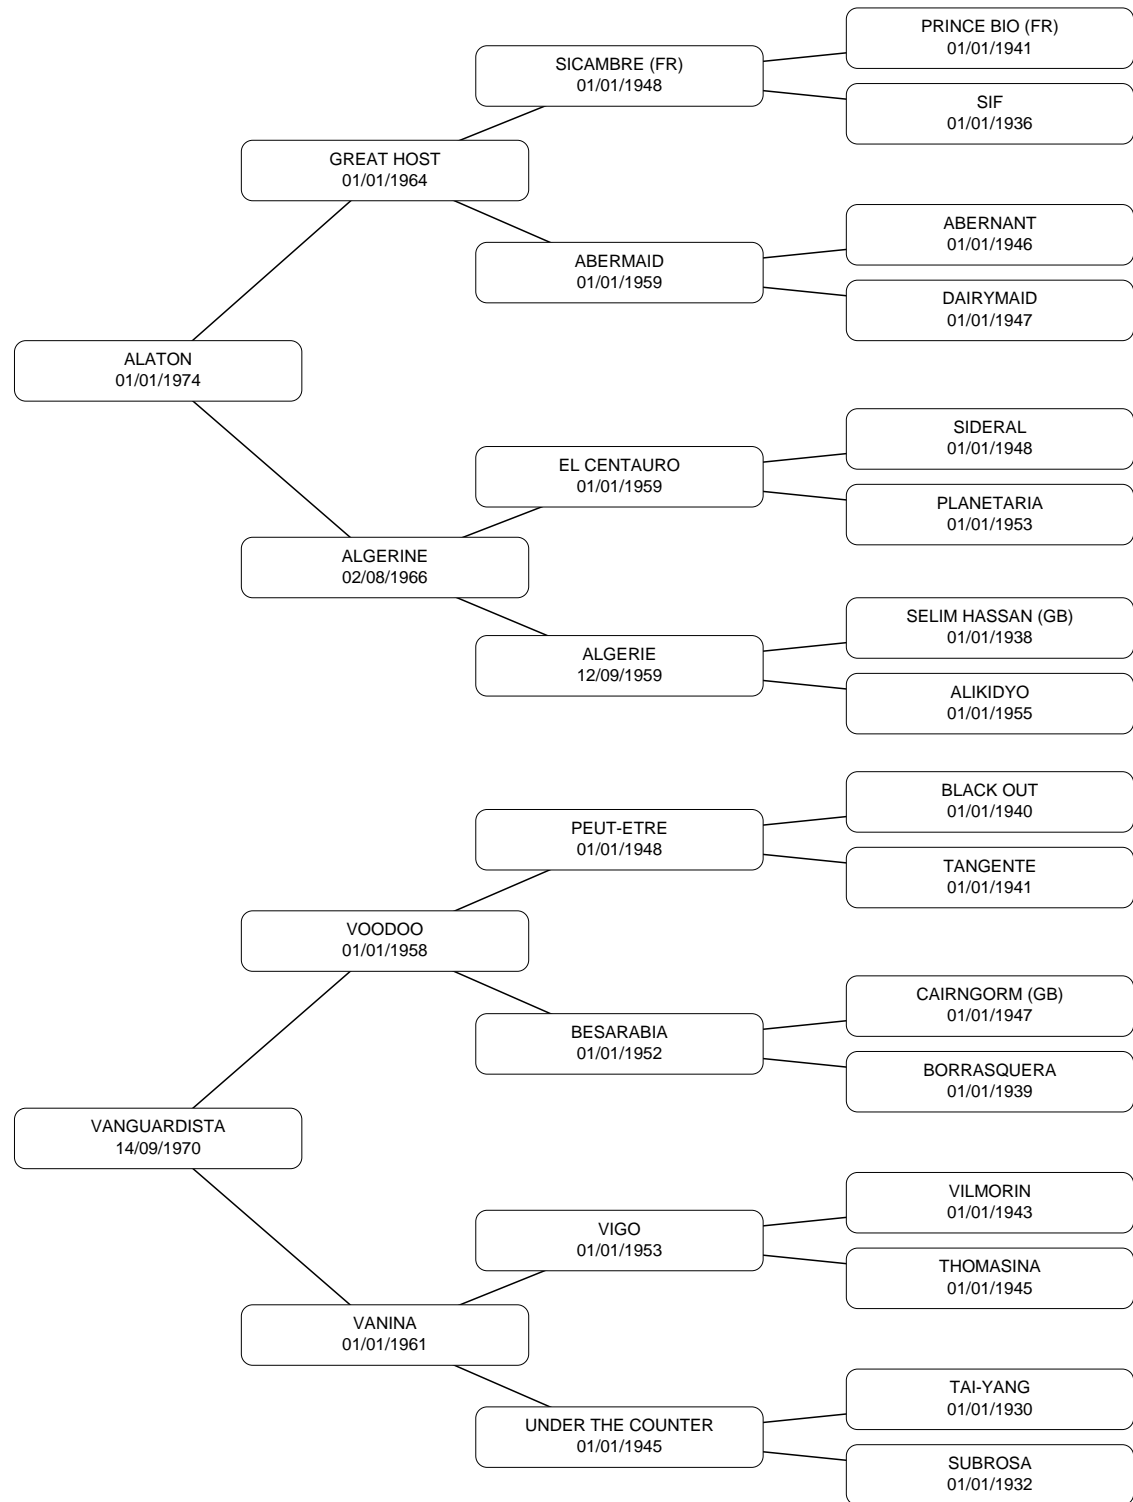 PRINCE BIO (FR)
01/01/1941
SICAMBRE (FR)
01/01/1948
SIF
01/01/1936
GREAT HOST
01/01/1964
ABERNANT
01/01/1946
ABERMAID
01/01/1959
DAIRYMAID
01/01/1947
ALATON
01/01/1974
SIDERAL
01/01/1948
EL CENTAURO
01/01/1959
PLANETARIA
01/01/1953
ALGERINE
02/08/1966
SELIM HASSAN (GB)
01/01/1938
ALGERIE
12/09/1959
ALIKIDYO
01/01/1955
BLACK OUT
01/01/1940
PEUT-ETRE
01/01/1948
TANGENTE
01/01/1941
VOODOO
01/01/1958
CAIRNGORM (GB)
01/01/1947
BESARABIA
01/01/1952
BORRASQUERA
01/01/1939
VANGUARDISTA
14/09/1970
VILMORIN
01/01/1943
VIGO
01/01/1953
THOMASINA
01/01/1945
VANINA
01/01/1961
TAI-YANG
01/01/1930
UNDER THE COUNTER
01/01/1945
SUBROSA
01/01/1932